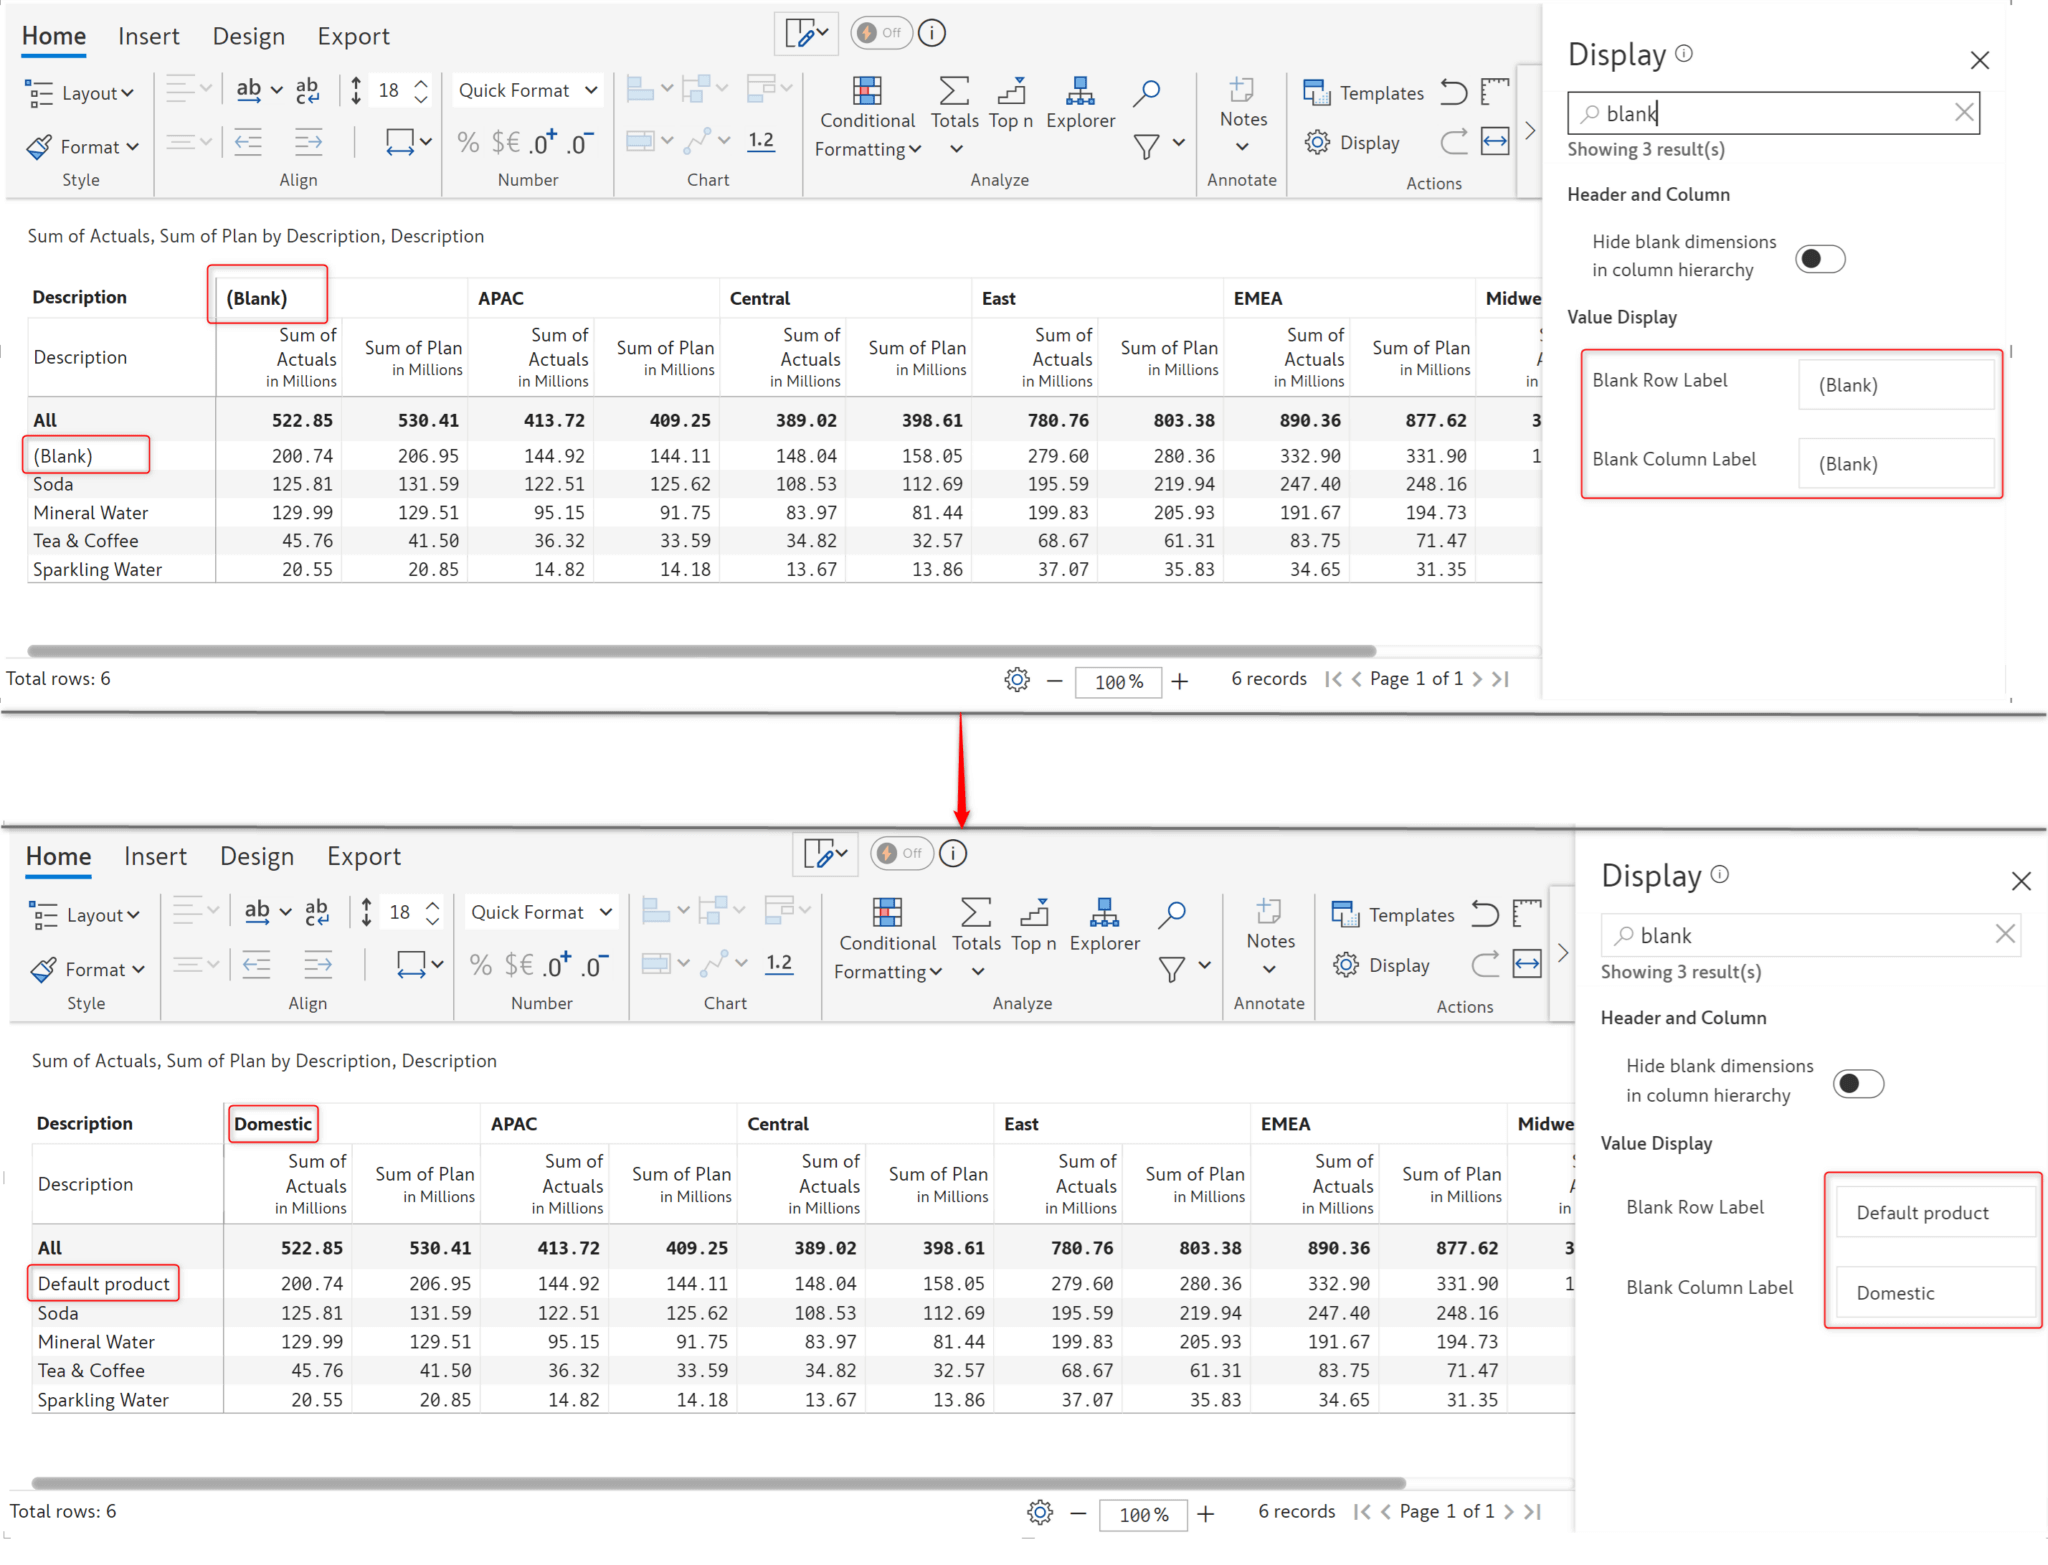 Home Insert Design Export Off
Layout ab ab 18 Quick Format
Conditional Formatting Totals Top n Explorer Notes Templates
Format % $€ .0+ .0- 1.2 Display
Style Align Number Chart Analyze Annotate Actions
Sum of Actuals, Sum of Plan by Description, Description
Description (Blank) APAC Central East EMEA Midwe
Description Sum of Actuals in Millions Sum of Plan in Millions Sum of Actuals in Millions Sum of Plan in Millions Sum of Actuals in Millions Sum of Plan in Millions Sum of Actuals in Millions Sum of Plan in Millions Sum of Actuals in Millions Sum of Plan in Millions in
All 522.85 530.41 413.72 409.25 389.02 398.61 780.76 803.38 890.36 877.62 3
(Blank) 200.74 206.95 144.92 144.11 148.04 158.05 279.60 280.36 332.90 331.90 1
Soda 125.81 131.59 122.51 125.62 108.53 112.69 195.59 219.94 247.40 248.16
Mineral Water 129.99 129.51 95.15 91.75 83.97 81.44 199.83 205.93 191.67 194.73
Tea & Coffee 45.76 41.50 36.32 33.59 34.82 32.57 68.67 61.31 83.75 71.47
Sparkling Water 20.55 20.85 14.82 14.18 13.67 13.86 37.07 35.83 34.65 31.35
Total rows: 6 100% 6 records Page 1 of 1
Display
blank
Showing 3 result(s)
Header and Column
Hide blank dimensions
in column hierarchy
Value Display
Blank Row Label (Blank)
Blank Column Label (Blank)
Home Insert Design Export Off
Layout ab ab 18 Quick Format
Conditional Formatting Totals Top n Explorer Notes Templates
Format % $€ .0+ .0- 1.2 Display
Style Align Number Chart Analyze Annotate Actions
Sum of Actuals, Sum of Plan by Description, Description
Description Domestic APAC Central East EMEA Midwe
Description Sum of Actuals in Millions Sum of Plan in Millions Sum of Actuals in Millions Sum of Plan in Millions Sum of Actuals in Millions Sum of Plan in Millions Sum of Actuals in Millions Sum of Plan in Millions Sum of Actuals in Millions Sum of Plan in Millions in
All 522.85 530.41 413.72 409.25 389.02 398.61 780.76 803.38 890.36 877.62 3
Default product 200.74 206.95 144.92 144.11 148.04 158.05 279.60 280.36 332.90 331.90 1
Soda 125.81 131.59 122.51 125.62 108.53 112.69 195.59 219.94 247.40 248.16
Mineral Water 129.99 129.51 95.15 91.75 83.97 81.44 199.83 205.93 191.67 194.73
Tea & Coffee 45.76 41.50 36.32 33.59 34.82 32.57 68.67 61.31 83.75 71.47
Sparkling Water 20.55 20.85 14.82 14.18 13.67 13.86 37.07 35.83 34.65 31.35
Total rows: 6 100% 6 records Page 1 of 1
Display
blank
Showing 3 result(s)
Header and Column
Hide blank dimensions
in column hierarchy
Value Display
Blank Row Label Default product
Blank Column Label Domestic